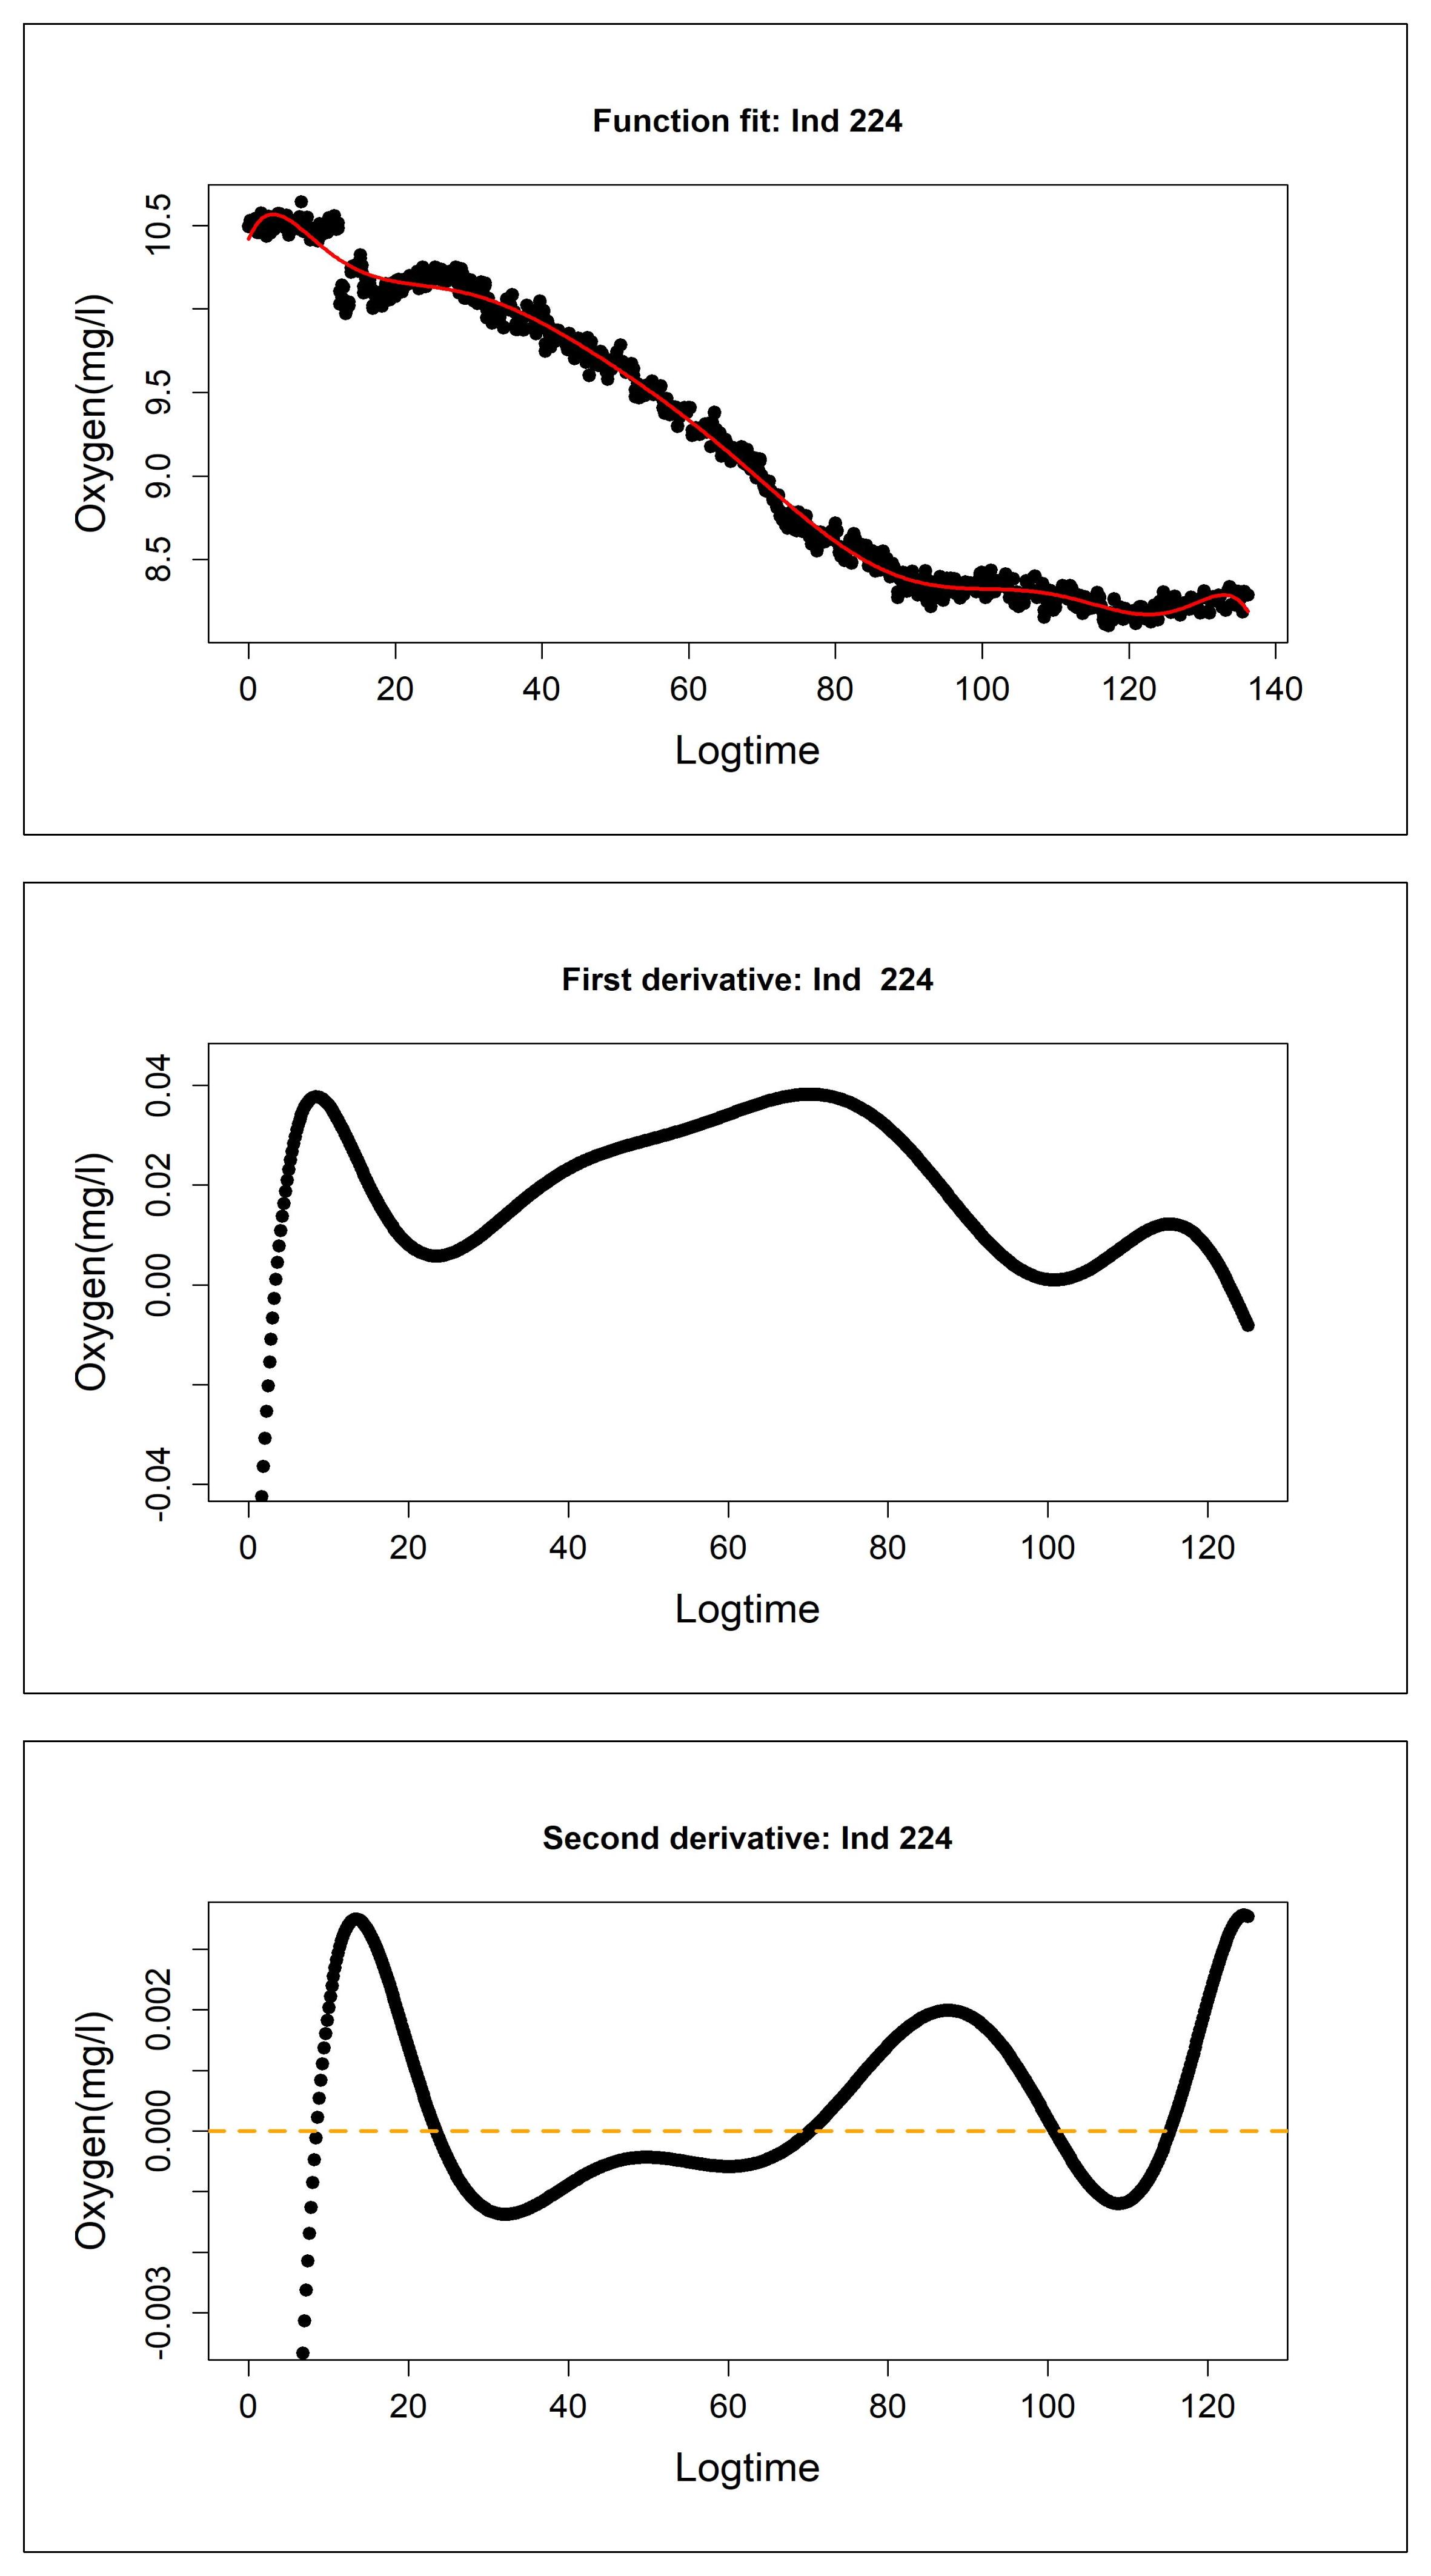 Function fit: Ind 224
Oxygen(mg/l)
10.5
9.5
9.0
8.5
0 20 40 60 80 100 120 140
Logtime
First derivative: Ind  224
Oxygen(mg/l)
0.04
0.02
0.00
-0.04
0 20 40 60 80 100 120
Logtime
Second derivative: Ind 224
Oxygen(mg/l)
0.002
0.000
-0.003
0 20 40 60 80 100 120
Logtime